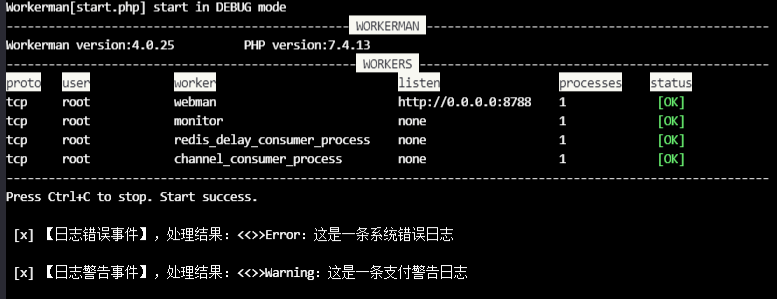 Workerman[start.php] start in DEBUG mode
WORKERMAN
Workerman version:4.0.25 PHP version:7.4.13
WORKERS
proto user worker listen processes status
tcp root webman http://0.0.0.0:8788 1 [OK]
tcp root monitor none 1 [OK]
tcp root redis_delay_consumer_process none 1 [OK]
tcp root channel_consumer_process none 1 [OK]
Press Ctrl+C to stop. Start success.
[x] 【日志错误事件】，处理结果：<<>>Error：这是一条系统错误日志
[x] 【日志警告事件】，处理结果：<<>>Warning：这是一条支付警告日志